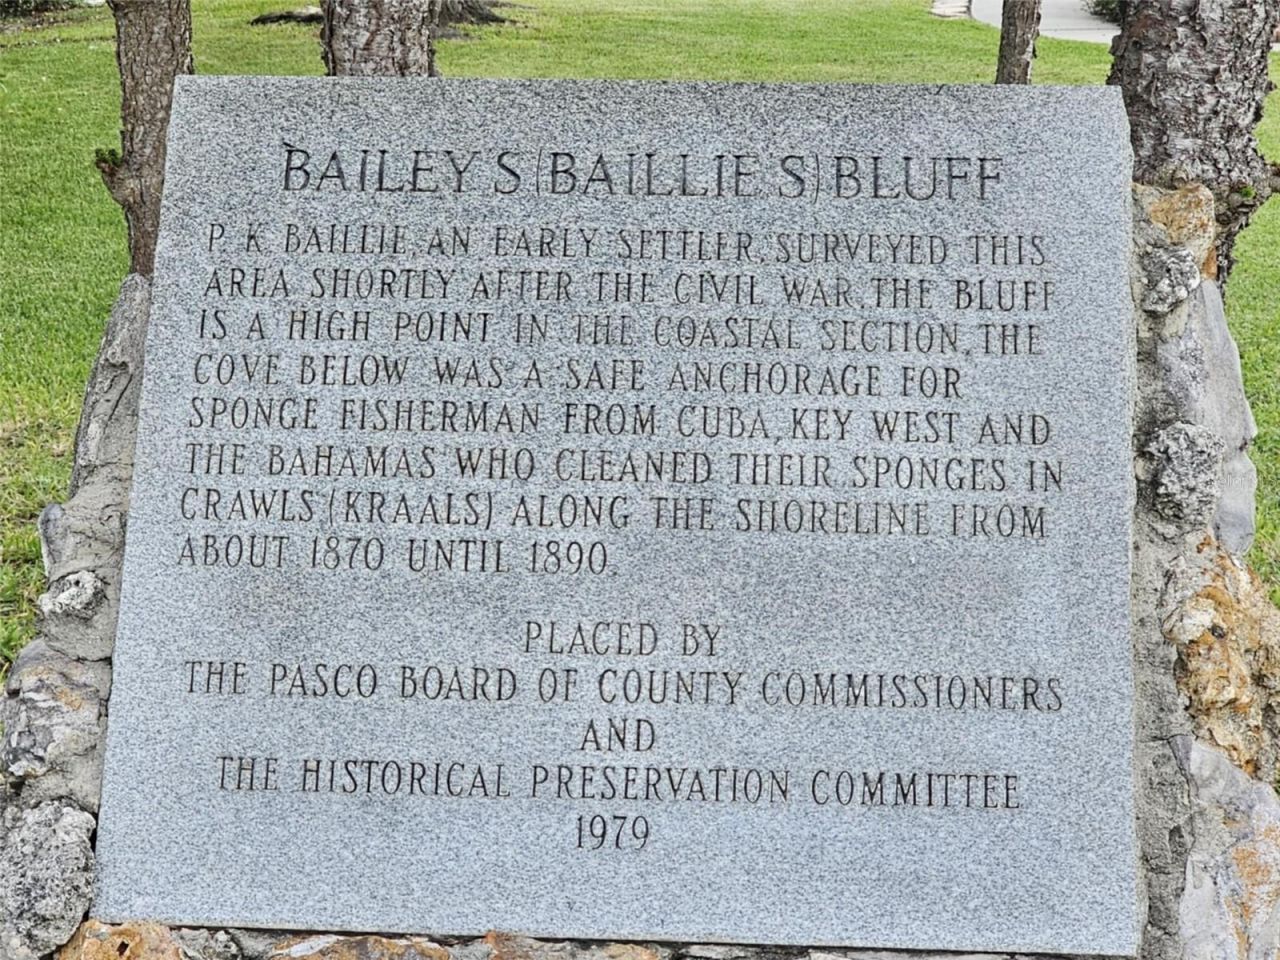 BAILEY'S (BAILLIE'S) BLUFF
P. K. BAILLIE, AN EARLY SETTLER, SURVEYED THIS
AREA SHORTLY AFTER THE CIVIL WAR. THE BLUFF
IS A HIGH POINT IN THE COASTAL SECTION. THE
COVE BELOW WAS A SAFE ANCHORAGE FOR
SPONGE FISHERMAN FROM CUBA, KEY WEST AND
THE BAHAMAS WHO CLEANED THEIR SPONGES IN
CRAWLS (KRAALS) ALONG THE SHORELINE FROM
ABOUT 1870 UNTIL 1890.
PLACED BY
THE PASCO BOARD OF COUNTY COMMISSIONERS
AND
THE HISTORICAL PRESERVATION COMMITTEE
1979